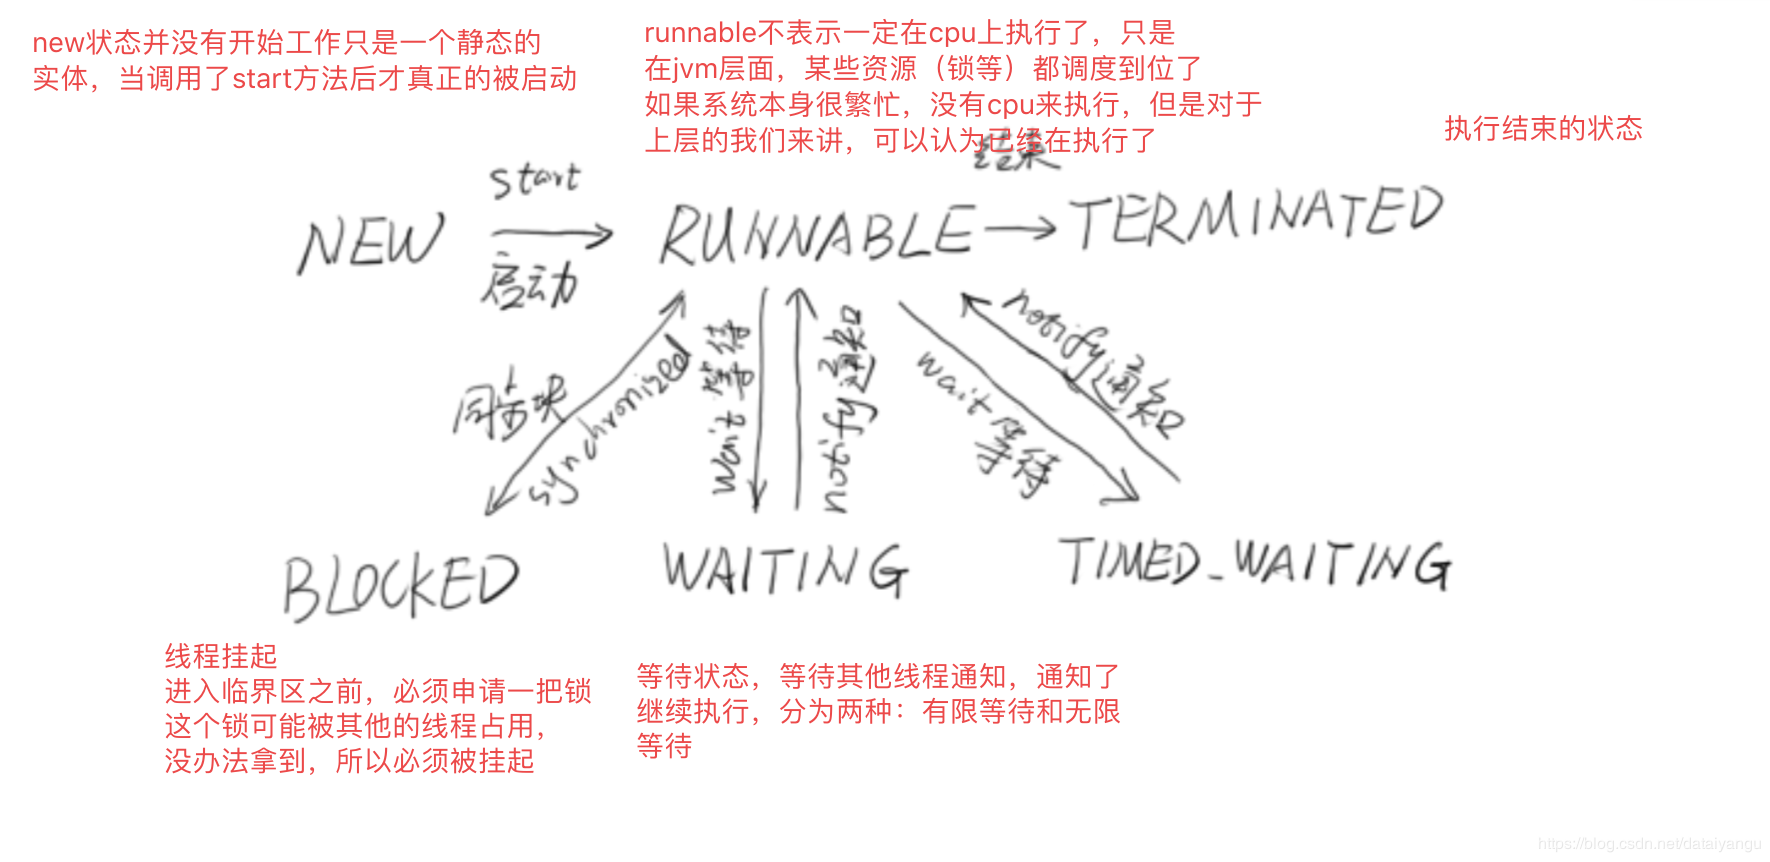 new状态并没有开始工作只是一个静态的
实体，当调用了start方法后才真正的被启动
runnable不表示一定在cpu上执行了，只是
在jvm层面，某些资源（锁等）都调度到位了
如果系统本身很繁忙，没有cpu来执行，但是对于
上层的我们来讲，可以认为已经在执行了
执行结束的状态
结束
start
NEW
RUNNABLE
TERMINATED
启动
同步块
synchronized
wait 等待
notify通知
wait 等待
notify通知
BLOCKED
WAITING
TIMED_WAITING
线程挂起
进入临界区之前，必须申请一把锁
这个锁可能被其他的线程占用，
没办法拿到，所以必须被挂起
等待状态，等待其他线程通知，通知了
继续执行，分为两种：有限等待和无限
等待
https://blog.csdn.net/dataiyangu